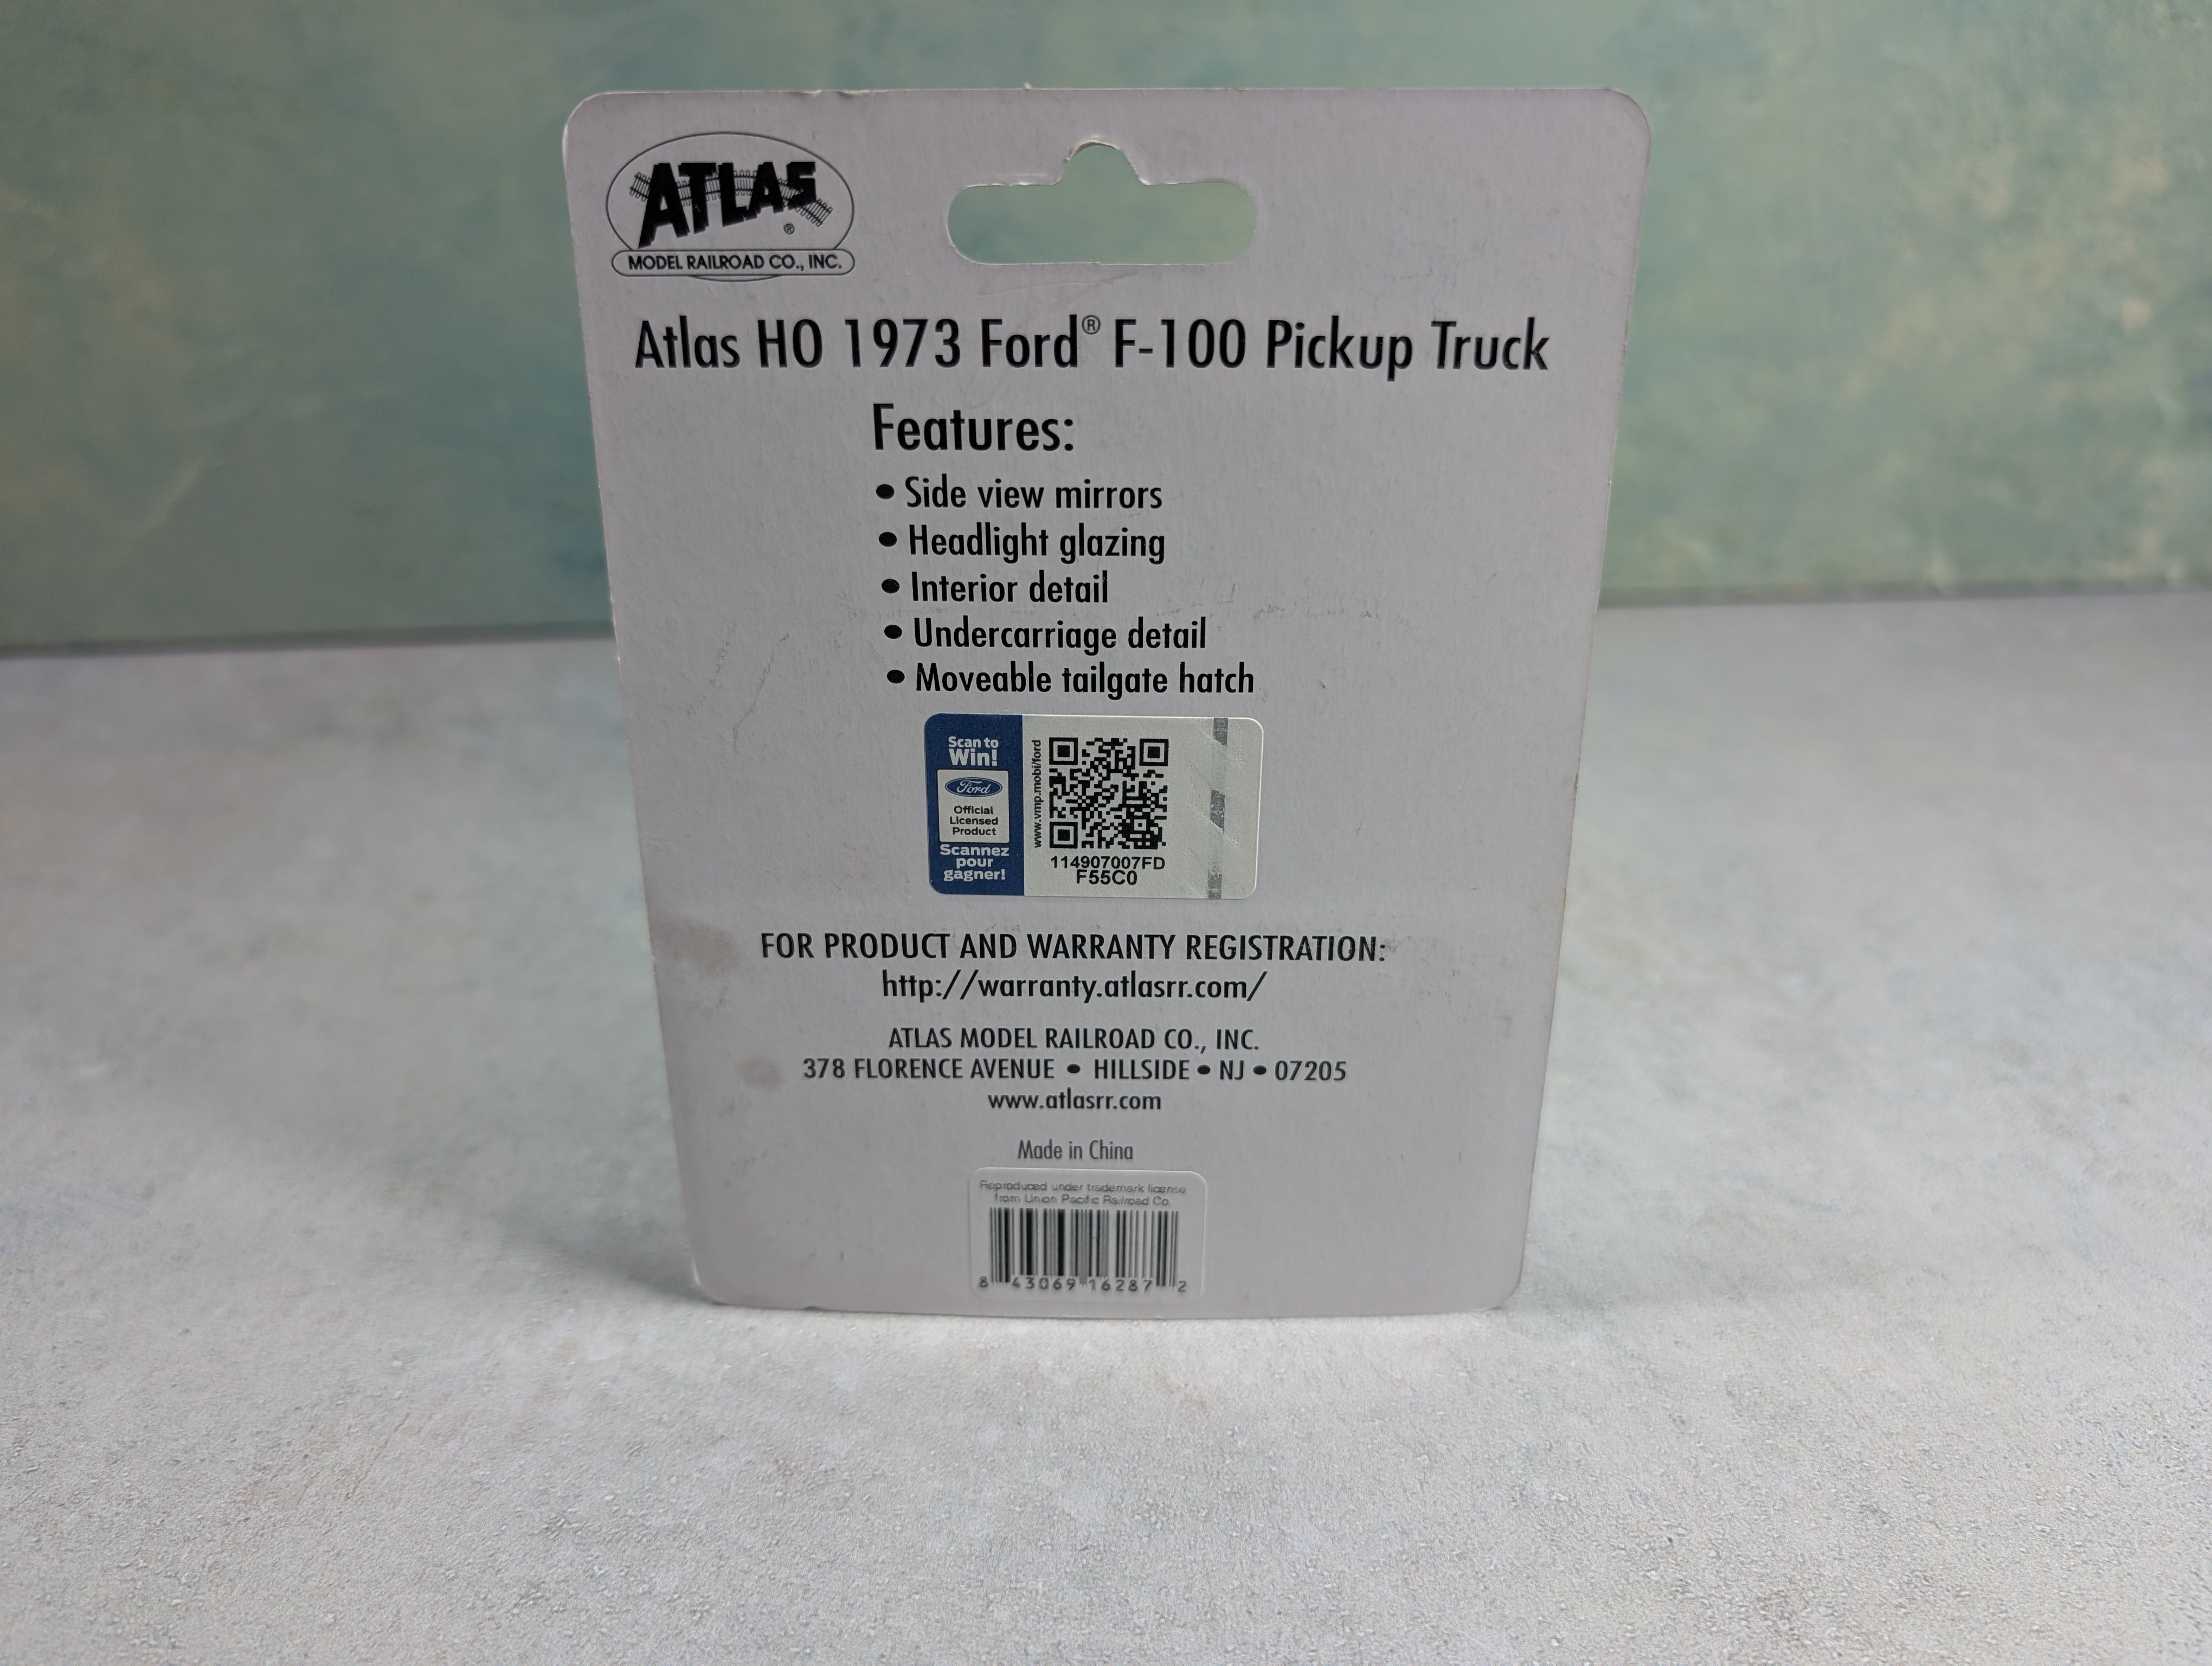 ATLAS
®
MODEL RAILROAD CO., INC.
Atlas HO 1973 Ford® F-100 Pickup Truck
Features:
• Side view mirrors
• Headlight glazing
• Interior detail
• Undercarriage detail
• Moveable tailgate hatch
Scan to
Win!
Ford
Official
Licensed
Product
Scannez
pour
gagner!
www.vmp.mobi/ford
114907007FD
F55C0
FOR PRODUCT AND WARRANTY REGISTRATION:
http://warranty.atlasrr.com/
ATLAS MODEL RAILROAD CO., INC.
378 FLORENCE AVENUE • HILLSIDE • NJ • 07205
www.atlasrr.com
Made in China
Reproduced under trademark license
from Union Pacific Railroad Co.
8 43069 16287 2